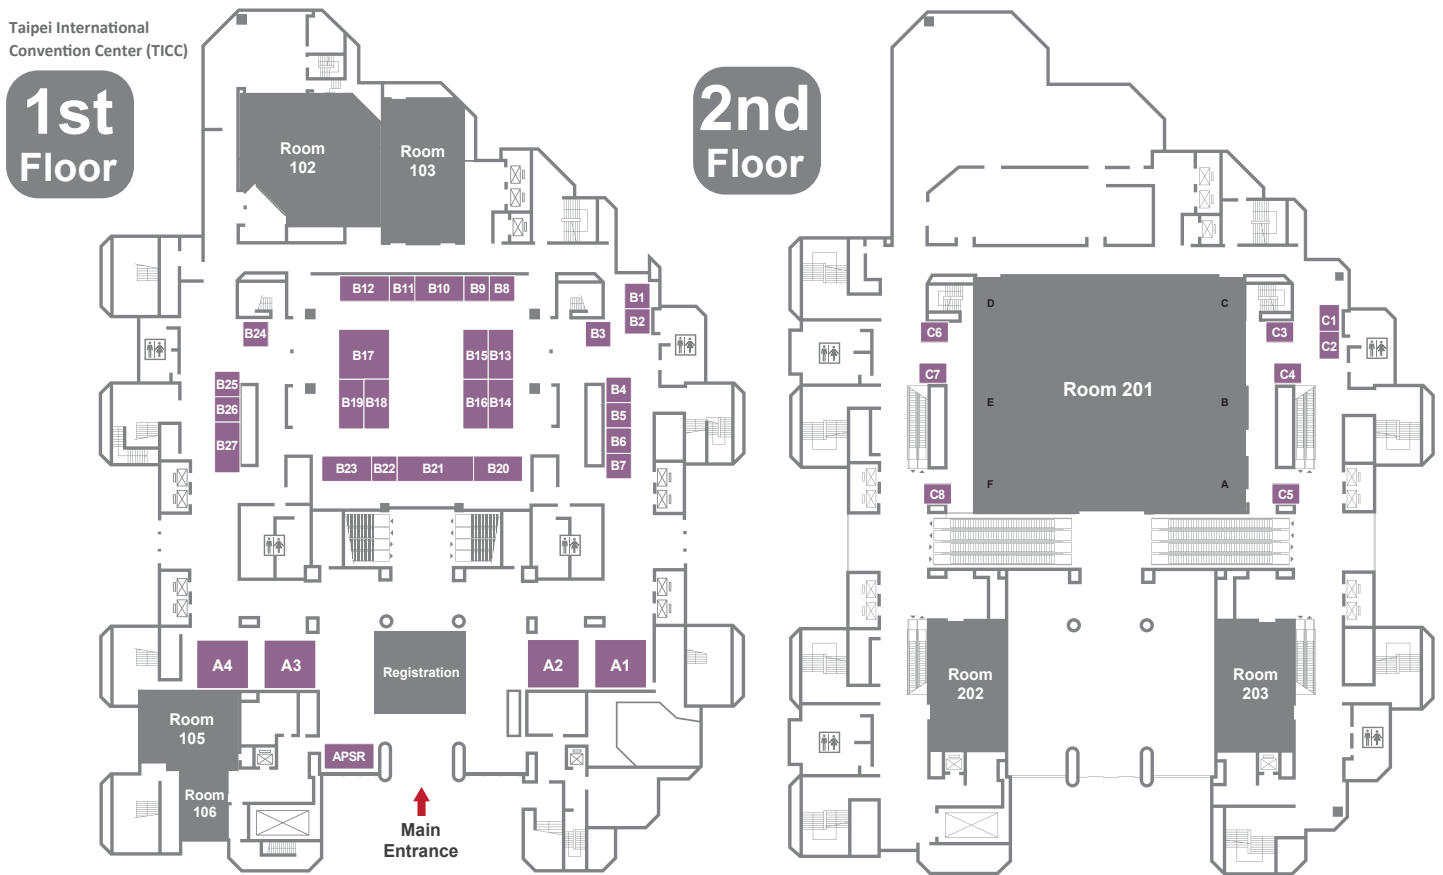 Taipei International
Convention Center (TICC)
1st
Floor
Room
102
Room
103
B12
B11
B10
B9
B8
B1
B2
B24
B3
B17
B15
B13
B25
B26
B27
B19
B18
B16
B14
B4
B5
B6
B7
B23
B22
B21
B20
A4
A3
A2
A1
Registration
Room
105
APSR
Room
106
Main
Entrance
2nd
Floor
D
C
C6
C3
C1
C2
C7
C4
Room 201
E
B
F
A
C8
C5
Room
202
Room
203